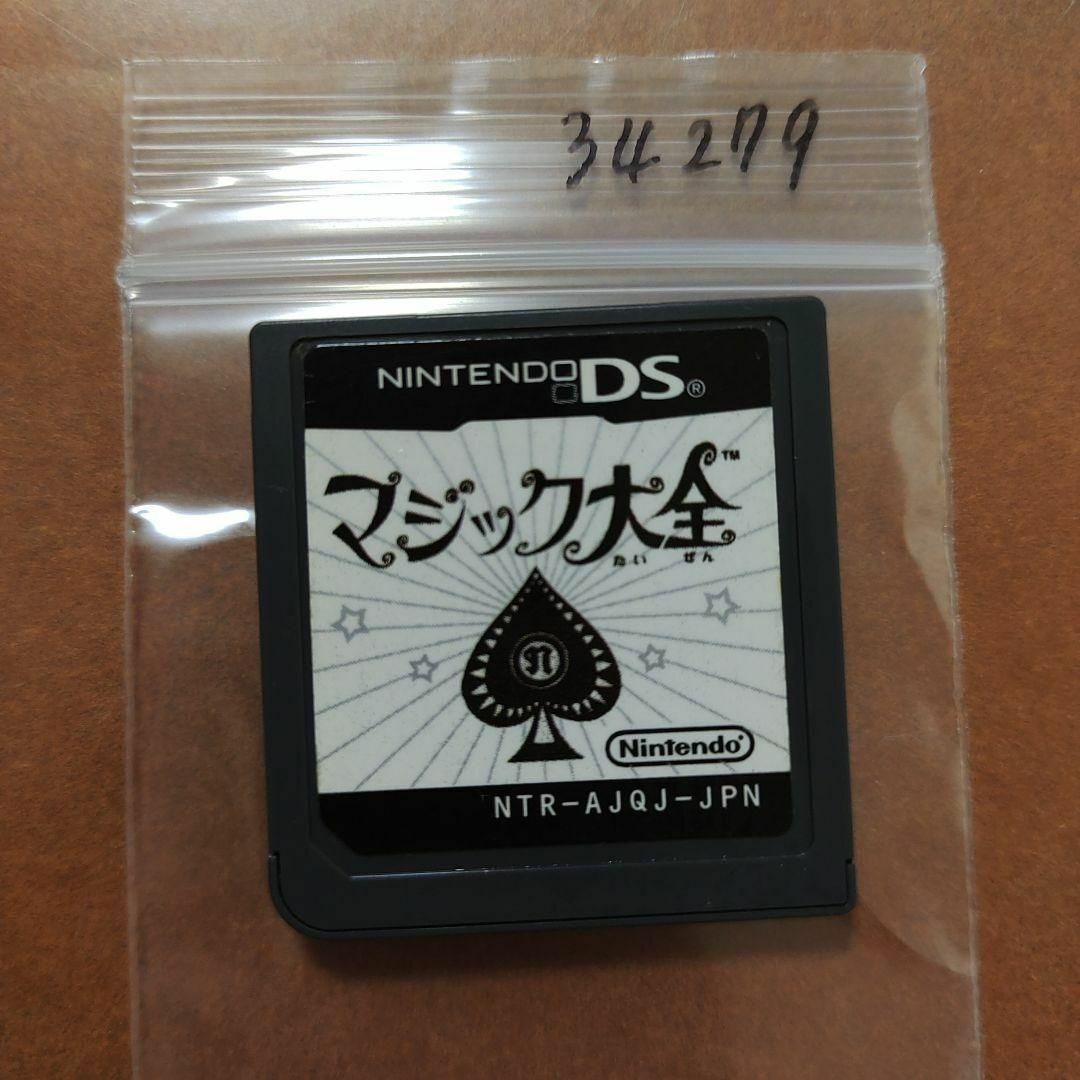 34279
NINTENDO DS®
マジック大全™
たい ぜん
N
Nintendo®
NTR-AJQJ-JPN